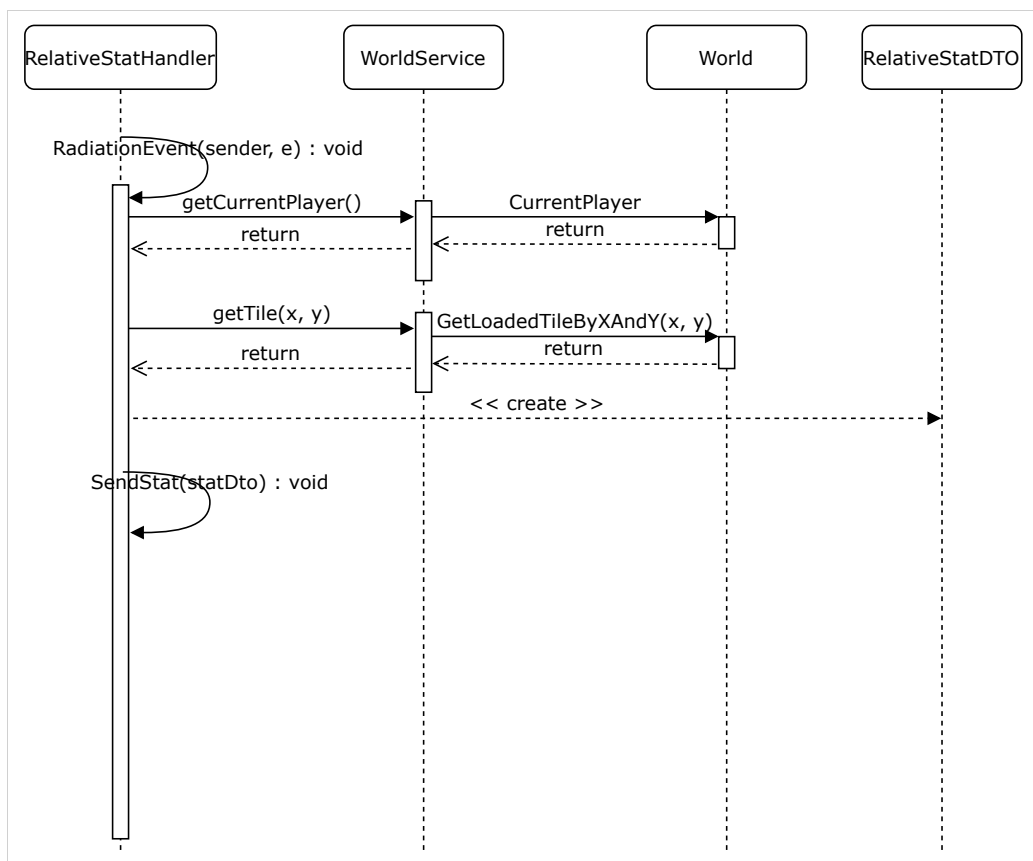 RelativeStatHandler
WorldService
World
RelativeStatDTO
RadiationEvent(sender, e) : void
getCurrentPlayer()
CurrentPlayer
return
return
getTile(x, y)
GetLoadedTileByXAndY(x, y)
return
return
<< create >>
SendStat(statDto) : void